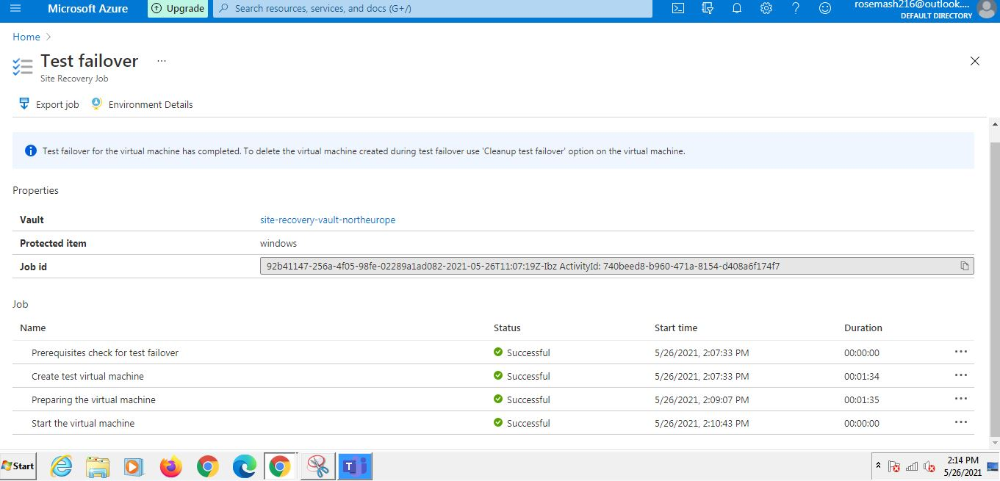 Microsoft Azure Upgrade Search resources, services, and docs (G+/) rosemash216@outlook....
DEFAULT DIRECTORY
Home >
Test failover ...
Site Recovery Job
Export job Environment Details
Test failover for the virtual machine has completed. To delete the virtual machine created during test failover use 'Cleanup test failover' option on the virtual machine.
Properties
Vault site-recovery-vault-northeurope
Protected item windows
Job id 92b41147-256a-4f05-98fe-02289a1ad082-2021-05-26T11:07:19Z-Ibz ActivityId: 740beed8-b960-471a-8154-d408a6f174f7
Job
Name Status Start time Duration
Prerequisites check for test failover Successful 5/26/2021, 2:07:33 PM 00:00:00
Create test virtual machine Successful 5/26/2021, 2:07:33 PM 00:01:34
Preparing the virtual machine Successful 5/26/2021, 2:09:07 PM 00:01:35
Start the virtual machine Successful 5/26/2021, 2:10:43 PM 00:00:00
Start 2:14 PM
5/26/2021